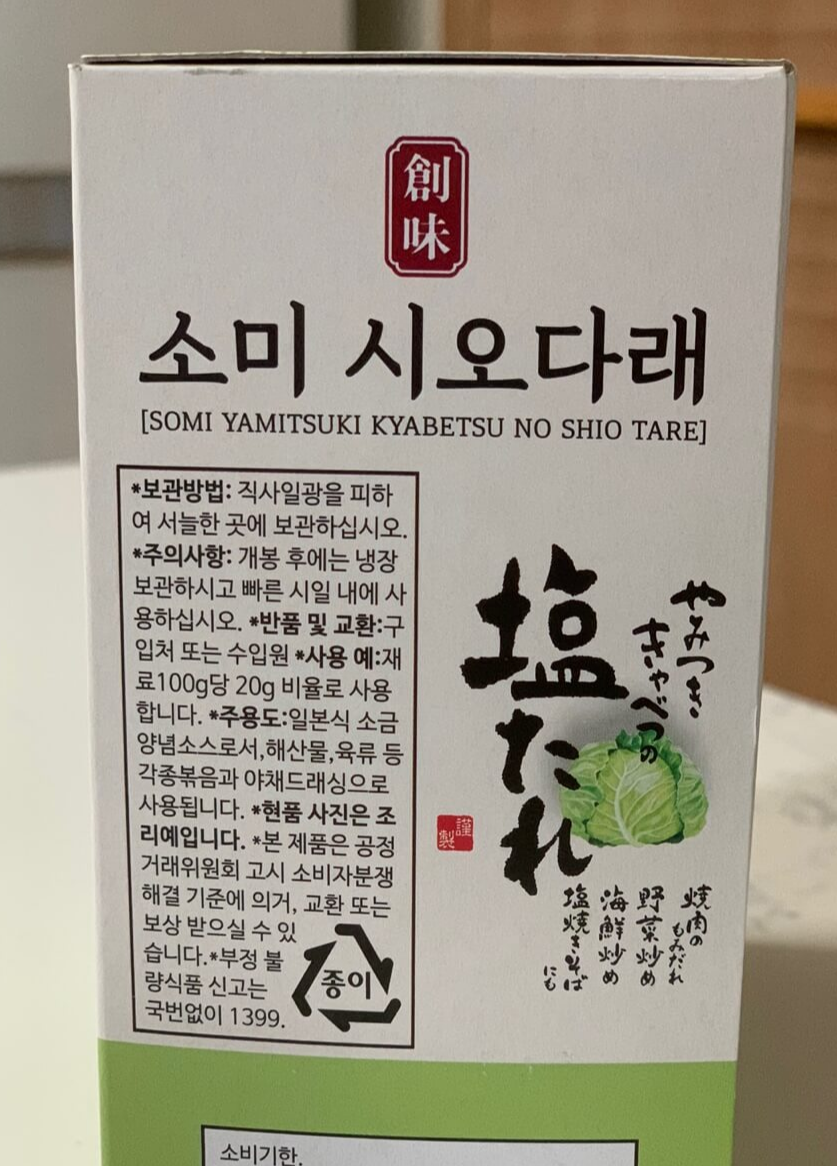 創
味
소미 시오다래
[SOMI YAMITSUKI KYABETSU NO SHIO TARE]
*보관방법: 직사일광을 피하
여 서늘한 곳에 보관하십시오.
*주의사항: 개봉 후에는 냉장
보관하시고 빠른 시일 내에 사
용하십시오. *반품 및 교환:구
입처 또는 수입원 *사용 예:재
료100g당 20g 비율로 사용
합니다. *주용도:일본식 소금
양념소스로서,해산물,육류 등
각종볶음과 야채드래싱으로
사용됩니다. *현품 사진은 조
리예입니다. *본 제품은 공정
거래위원회 고시 소비자분쟁
해결 기준에 의거, 교환 또는
보상 받으실 수 있
습니다.*부정 불
량식품 신고는
국번없이 1399.
종이
やみつき
きゃべつの
塩たれ
謹製
焼肉のもみだれ
野菜炒め
海鮮炒め
塩焼きそば
にも
소비기한.